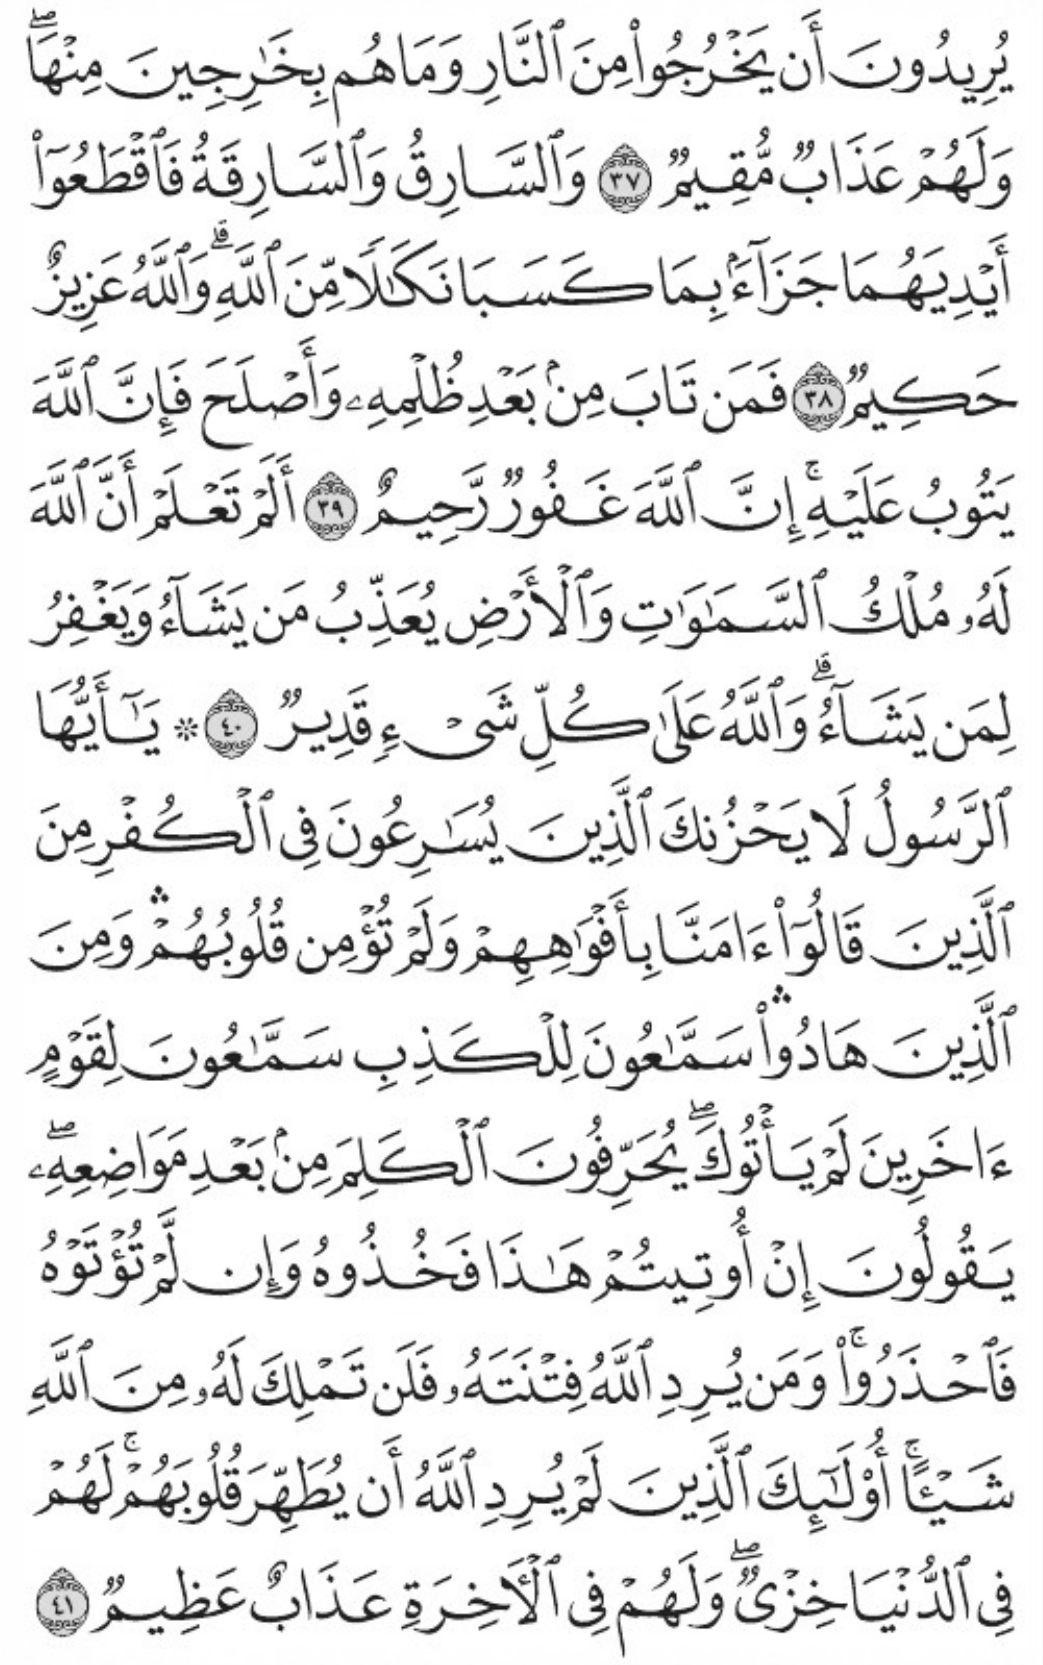 يُرِيدُونَ أَن يَخْرُجُوا۟ مِنَ ٱلنَّارِ وَمَا هُم بِخَٰرِجِينَ مِنْهَا ۖ
وَلَهُمْ عَذَابٌ مُّقِيمٌ ٣٧ وَٱلسَّارِقُ وَٱلسَّارِقَةُ فَٱقْطَعُوٓا۟
أَيْدِيَهُمَا جَزَآءًۢ بِمَا كَسَبَا نَكَٰلًا مِّنَ ٱللَّهِ ۗ وَٱللَّهُ عَزِيزٌ
حَكِيمٌ ٣٨ فَمَن تَابَ مِنۢ بَعْدِ ظُلْمِهِۦ وَأَصْلَحَ فَإِنَّ ٱللَّهَ
يَتُوبُ عَلَيْهِ ۚ إِنَّ ٱللَّهَ غَفُورٌ رَّحِيمٌ ٣٩ أَلَمْ تَعْلَمْ أَنَّ ٱللَّهَ
لَهُۥ مُلْكُ ٱلسَّمَٰوَٰتِ وَٱلْأَرْضِ يُعَذِّبُ مَن يَشَآءُ وَيَغْفِرُ
لِمَن يَشَآءُ ۗ وَٱللَّهُ عَلَىٰ كُلِّ شَىْءٍ قَدِيرٌ ٤٠ * يَٰٓأَيُّهَا
ٱلرَّسُولُ لَا يَحْزُنكَ ٱلَّذِينَ يُسَٰرِعُونَ فِى ٱلْكُفْرِ مِنَ
ٱلَّذِينَ قَالُوٓا۟ ءَامَنَّا بِأَفْوَٰهِهِمْ وَلَمْ تُؤْمِن قُلُوبُهُمْ ۛ وَمِنَ
ٱلَّذِينَ هَادُوا۟ ۛ سَمَّٰعُونَ لِلْكَذِبِ سَمَّٰعُونَ لِقَوْمٍ
ءَاخَرِينَ لَمْ يَأْتُوكَ ۖ يُحَرِّفُونَ ٱلْكَلِمَ مِنۢ بَعْدِ مَوَاضِعِهِۦ ۖ
يَقُولُونَ إِنْ أُوتِيتُمْ هَٰذَا فَخُذُوهُ وَإِن لَّمْ تُؤْتَوْهُ
فَٱحْذَرُوا۟ ۚ وَمَن يُرِدِ ٱللَّهُ فِتْنَتَهُۥ فَلَن تَمْلِكَ لَهُۥ مِنَ ٱللَّهِ
شَيْـًٔا ۚ أُو۟لَٰٓئِكَ ٱلَّذِينَ لَمْ يُرِدِ ٱللَّهُ أَن يُطَهِّرَ قُلُوبَهُمْ ۚ لَهُمْ
فِى ٱلدُّنْيَا خِزْىٌ ۖ وَلَهُمْ فِى ٱلْءَاخِرَةِ عَذَابٌ عَظِيمٌ ٤١